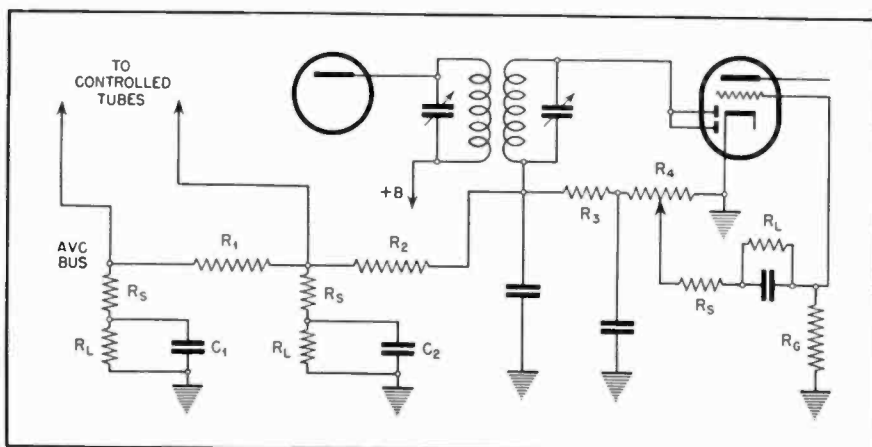 TO
CONTROLLED
TUBES
+B
R4
R3
RL
AVC
BUS
R1
R2
RS
RS
RS
RL
C1
RL
C2
RG